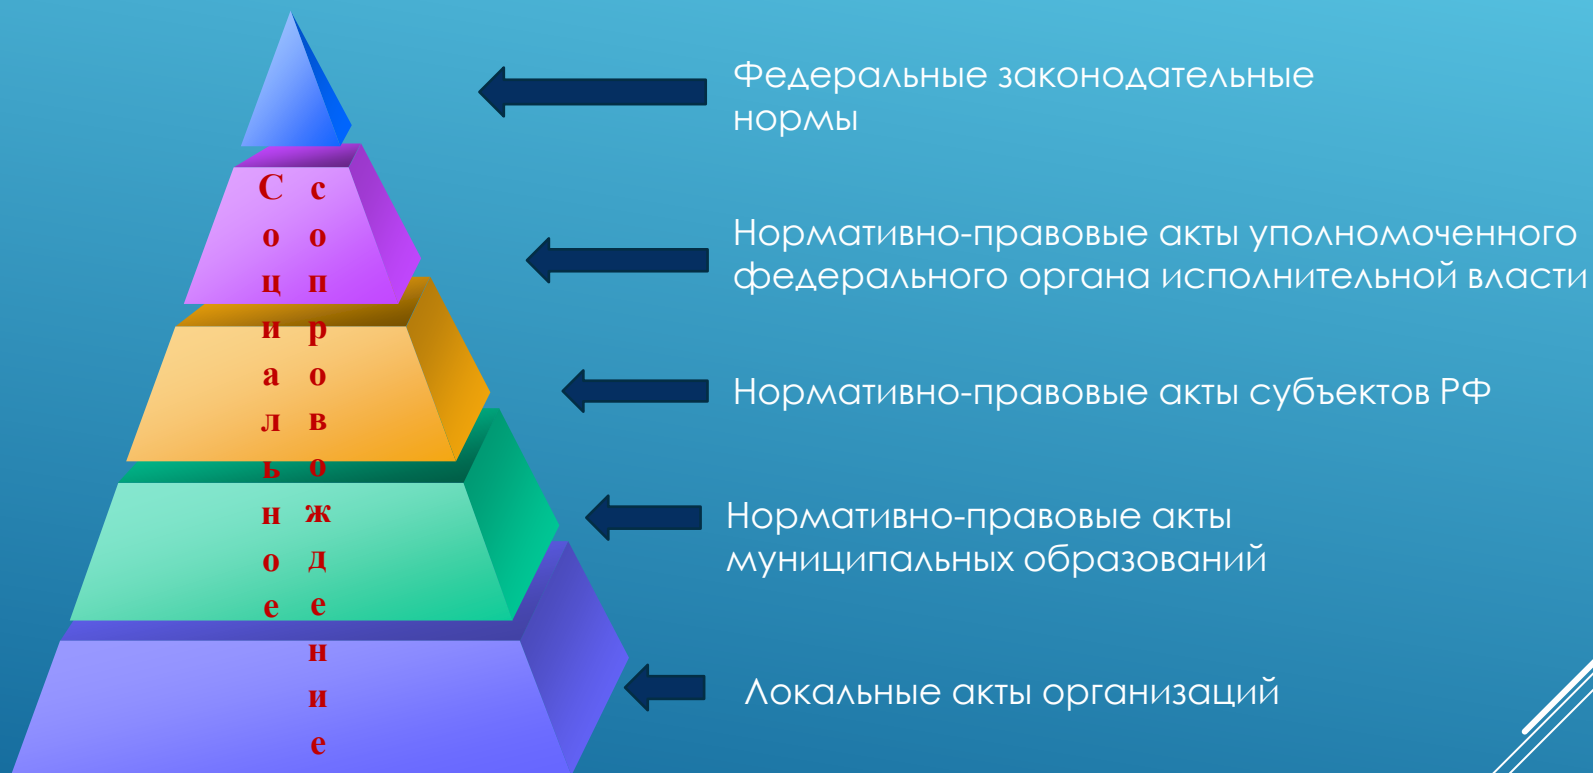 Федеральные законодательные
нормы
Нормативно-правовые акты уполномоченного
федерального органа исполнительной власти
Нормативно-правовые акты субъектов РФ
Нормативно-правовые акты
муниципальных образований
Локальные акты организаций
Социальное
сопровождение